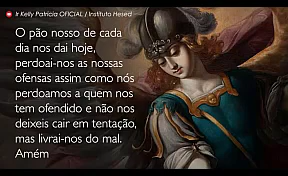 Ir Kelly Patrícia OFICIAL / Instituto Hesed
O pão nosso de cada
dia nos dai hoje,
perdoai-nos as nossas
ofensas assim como nós
perdoamos a quem nos
tem ofendido e não nos
deixeis cair em tentação,
mas livrai-nos do mal.
Amém